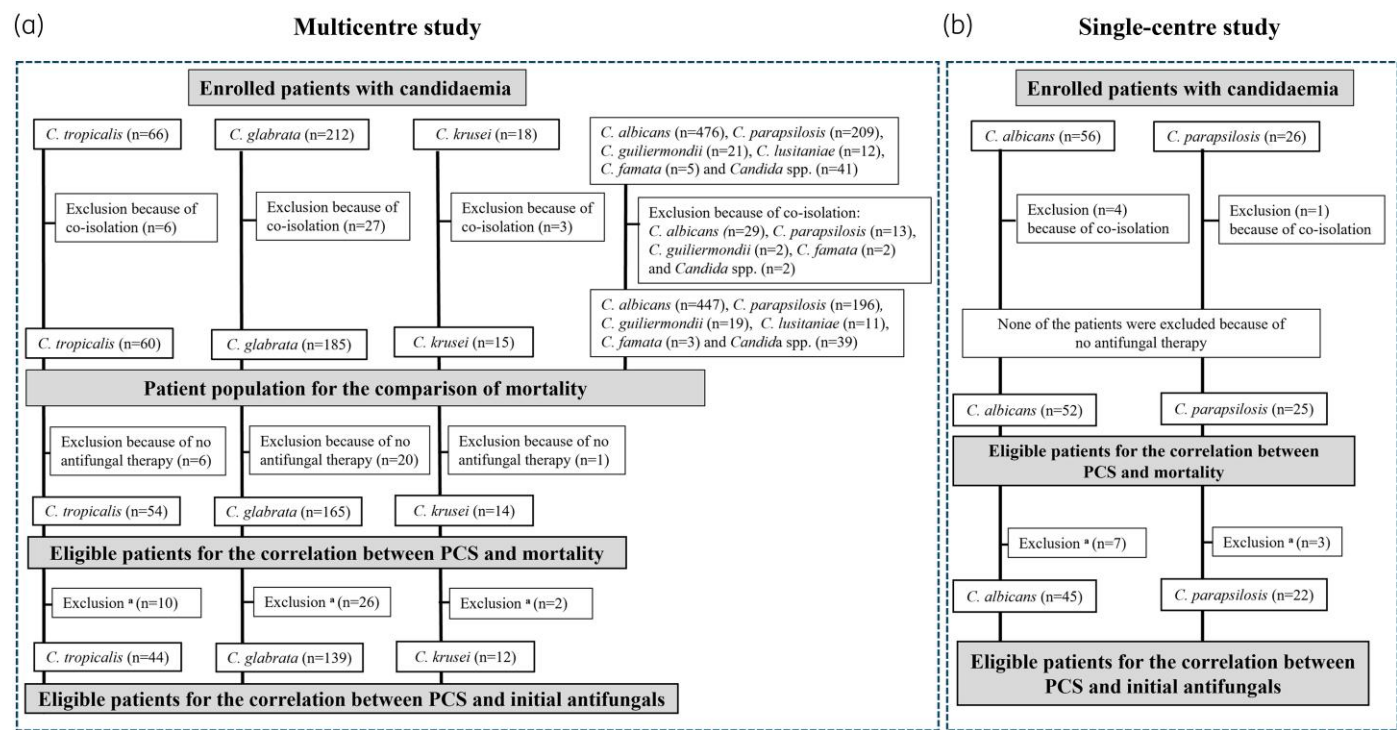 (a)
Multicentre study
Enrolled patients with candidaemia
C. tropicalis (n=66)
C. glabrata (n=212)
C. krusei (n=18)
C. albicans (n=476), C. parapsilosis (n=209),
C. guiliermondii (n=21), C. lusitaniae (n=12),
C. famata (n=5) and Candida spp. (n=41)
Exclusion because of
co-isolation (n=6)
Exclusion because of
co-isolation (n=27)
Exclusion because of
co-isolation (n=3)
Exclusion because of co-isolation:
C. albicans (n=29), C. parapsilosis (n=13),
C. guiliermondii (n=2), C. famata (n=2)
and Candida spp. (n=2)
C. tropicalis (n=60)
C. glabrata (n=185)
C. krusei (n=15)
C. albicans (n=447), C. parapsilosis (n=196),
C. guiliermondii (n=19), C. lusitaniae (n=11),
C. famata (n=3) and Candida spp. (n=39)
Patient population for the comparison of mortality
Exclusion because of no
antifungal therapy (n=6)
Exclusion because of no
antifungal therapy (n=20)
Exclusion because of no
antifungal therapy (n=1)
C. tropicalis (n=54)
C. glabrata (n=165)
C. krusei (n=14)
Eligible patients for the correlation between PCS and mortality
Exclusion ª (n=10)
Exclusion ª (n=26)
Exclusion ª (n=2)
C. tropicalis (n=44)
C. glabrata (n=139)
C. krusei (n=12)
Eligible patients for the correlation between PCS and initial antifungals
(b)
Single-centre study
Enrolled patients with candidaemia
C. albicans (n=56)
C. parapsilosis (n=26)
Exclusion (n=4)
because of co-isolation
Exclusion (n=1)
because of co-isolation
None of the patients were excluded because of
no antifungal therapy
C. albicans (n=52)
C. parapsilosis (n=25)
Eligible patients for the correlation between
PCS and mortality
Exclusion ª (n=7)
Exclusion ª (n=3)
C. albicans (n=45)
C. parapsilosis (n=22)
Eligible patients for the correlation between
PCS and initial antifungals